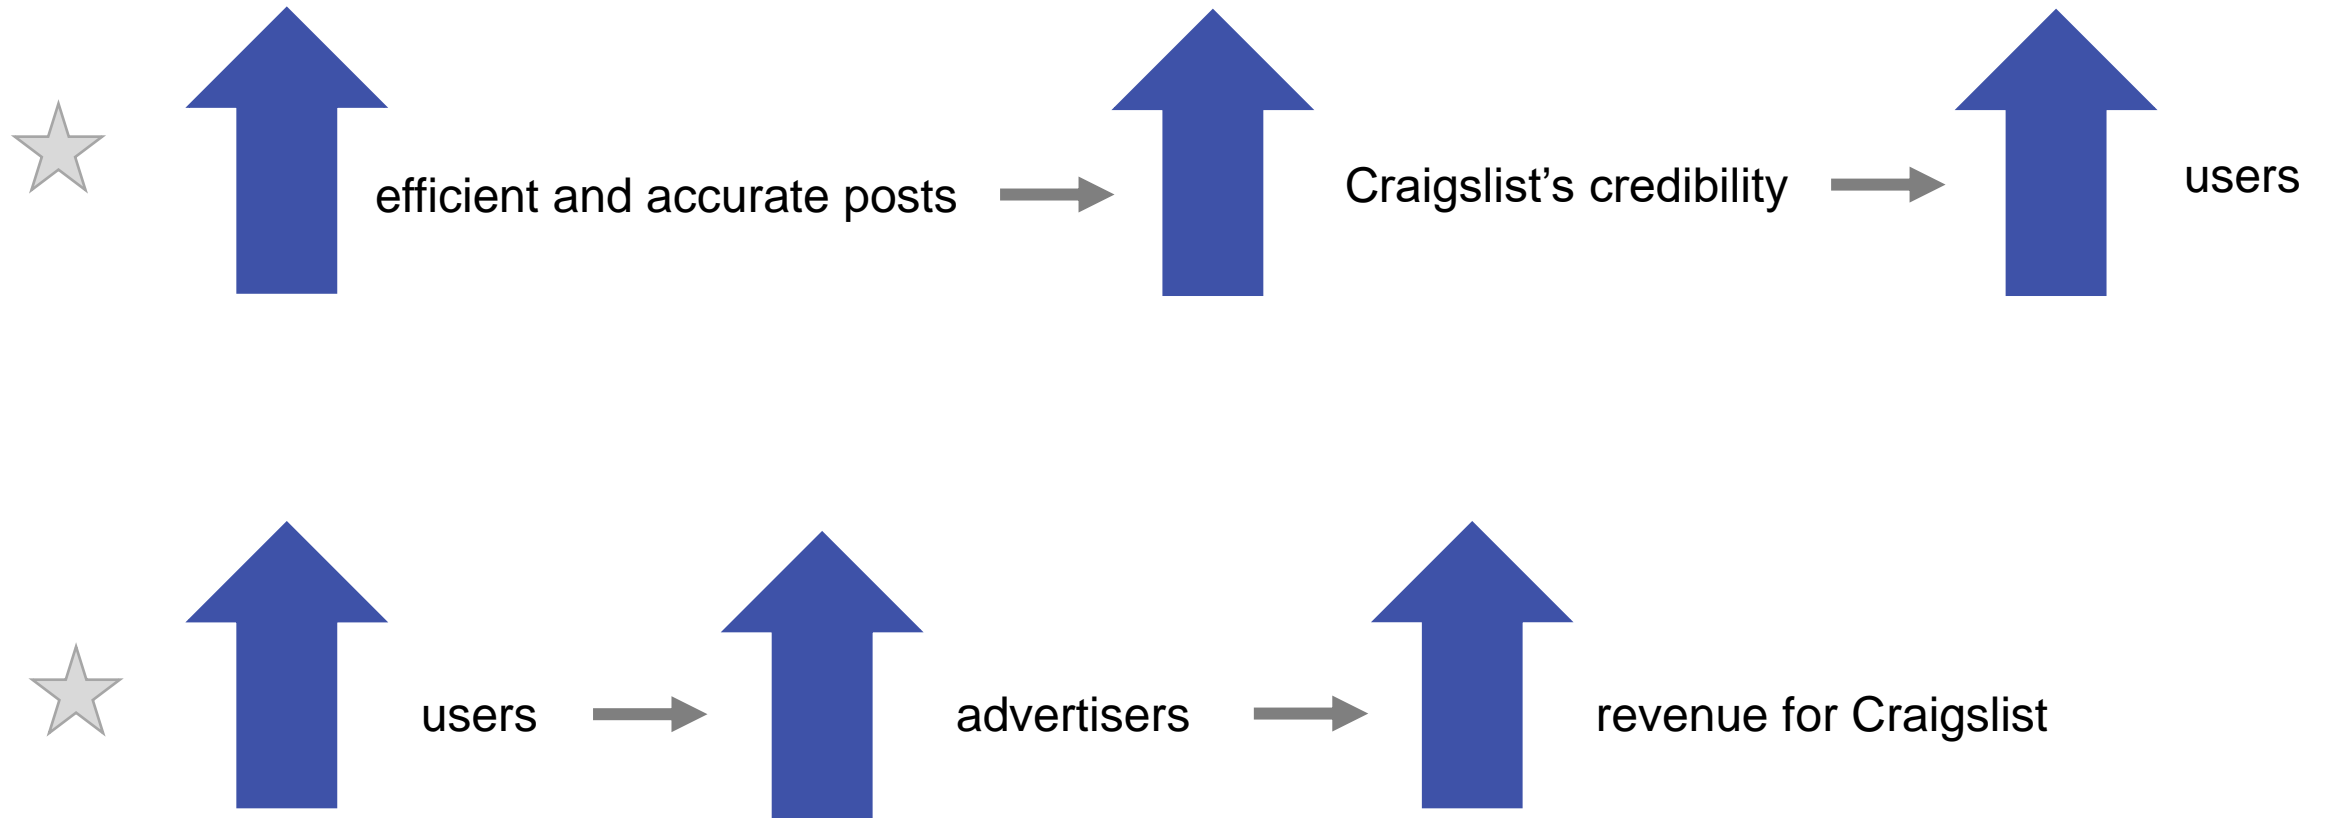 efficient and accurate posts
Craigslist’s credibility
users
users
advertisers
revenue for Craigslist